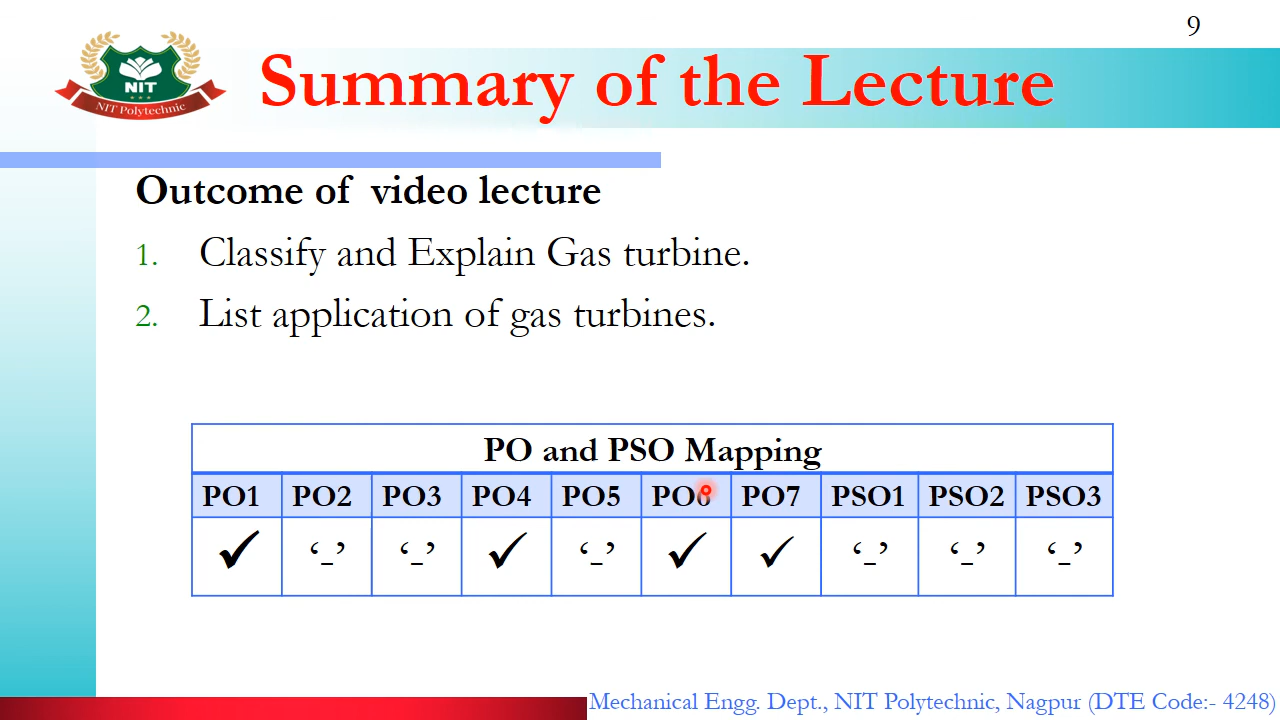 9
NIT
NIT Polytechnic
Summary of the Lecture
Outcome of video lecture
1. Classify and Explain Gas turbine.
2. List application of gas turbines.
PO and PSO Mapping
PO1 PO2 PO3 PO4 PO5 PO6 PO7 PSO1 PSO2 PSO3
✓ ‘-’ ‘-’ ✓ ‘-’ ✓ ✓ ‘-’ ‘-’ ‘-’
Mechanical Engg. Dept., NIT Polytechnic, Nagpur (DTE Code:- 4248)